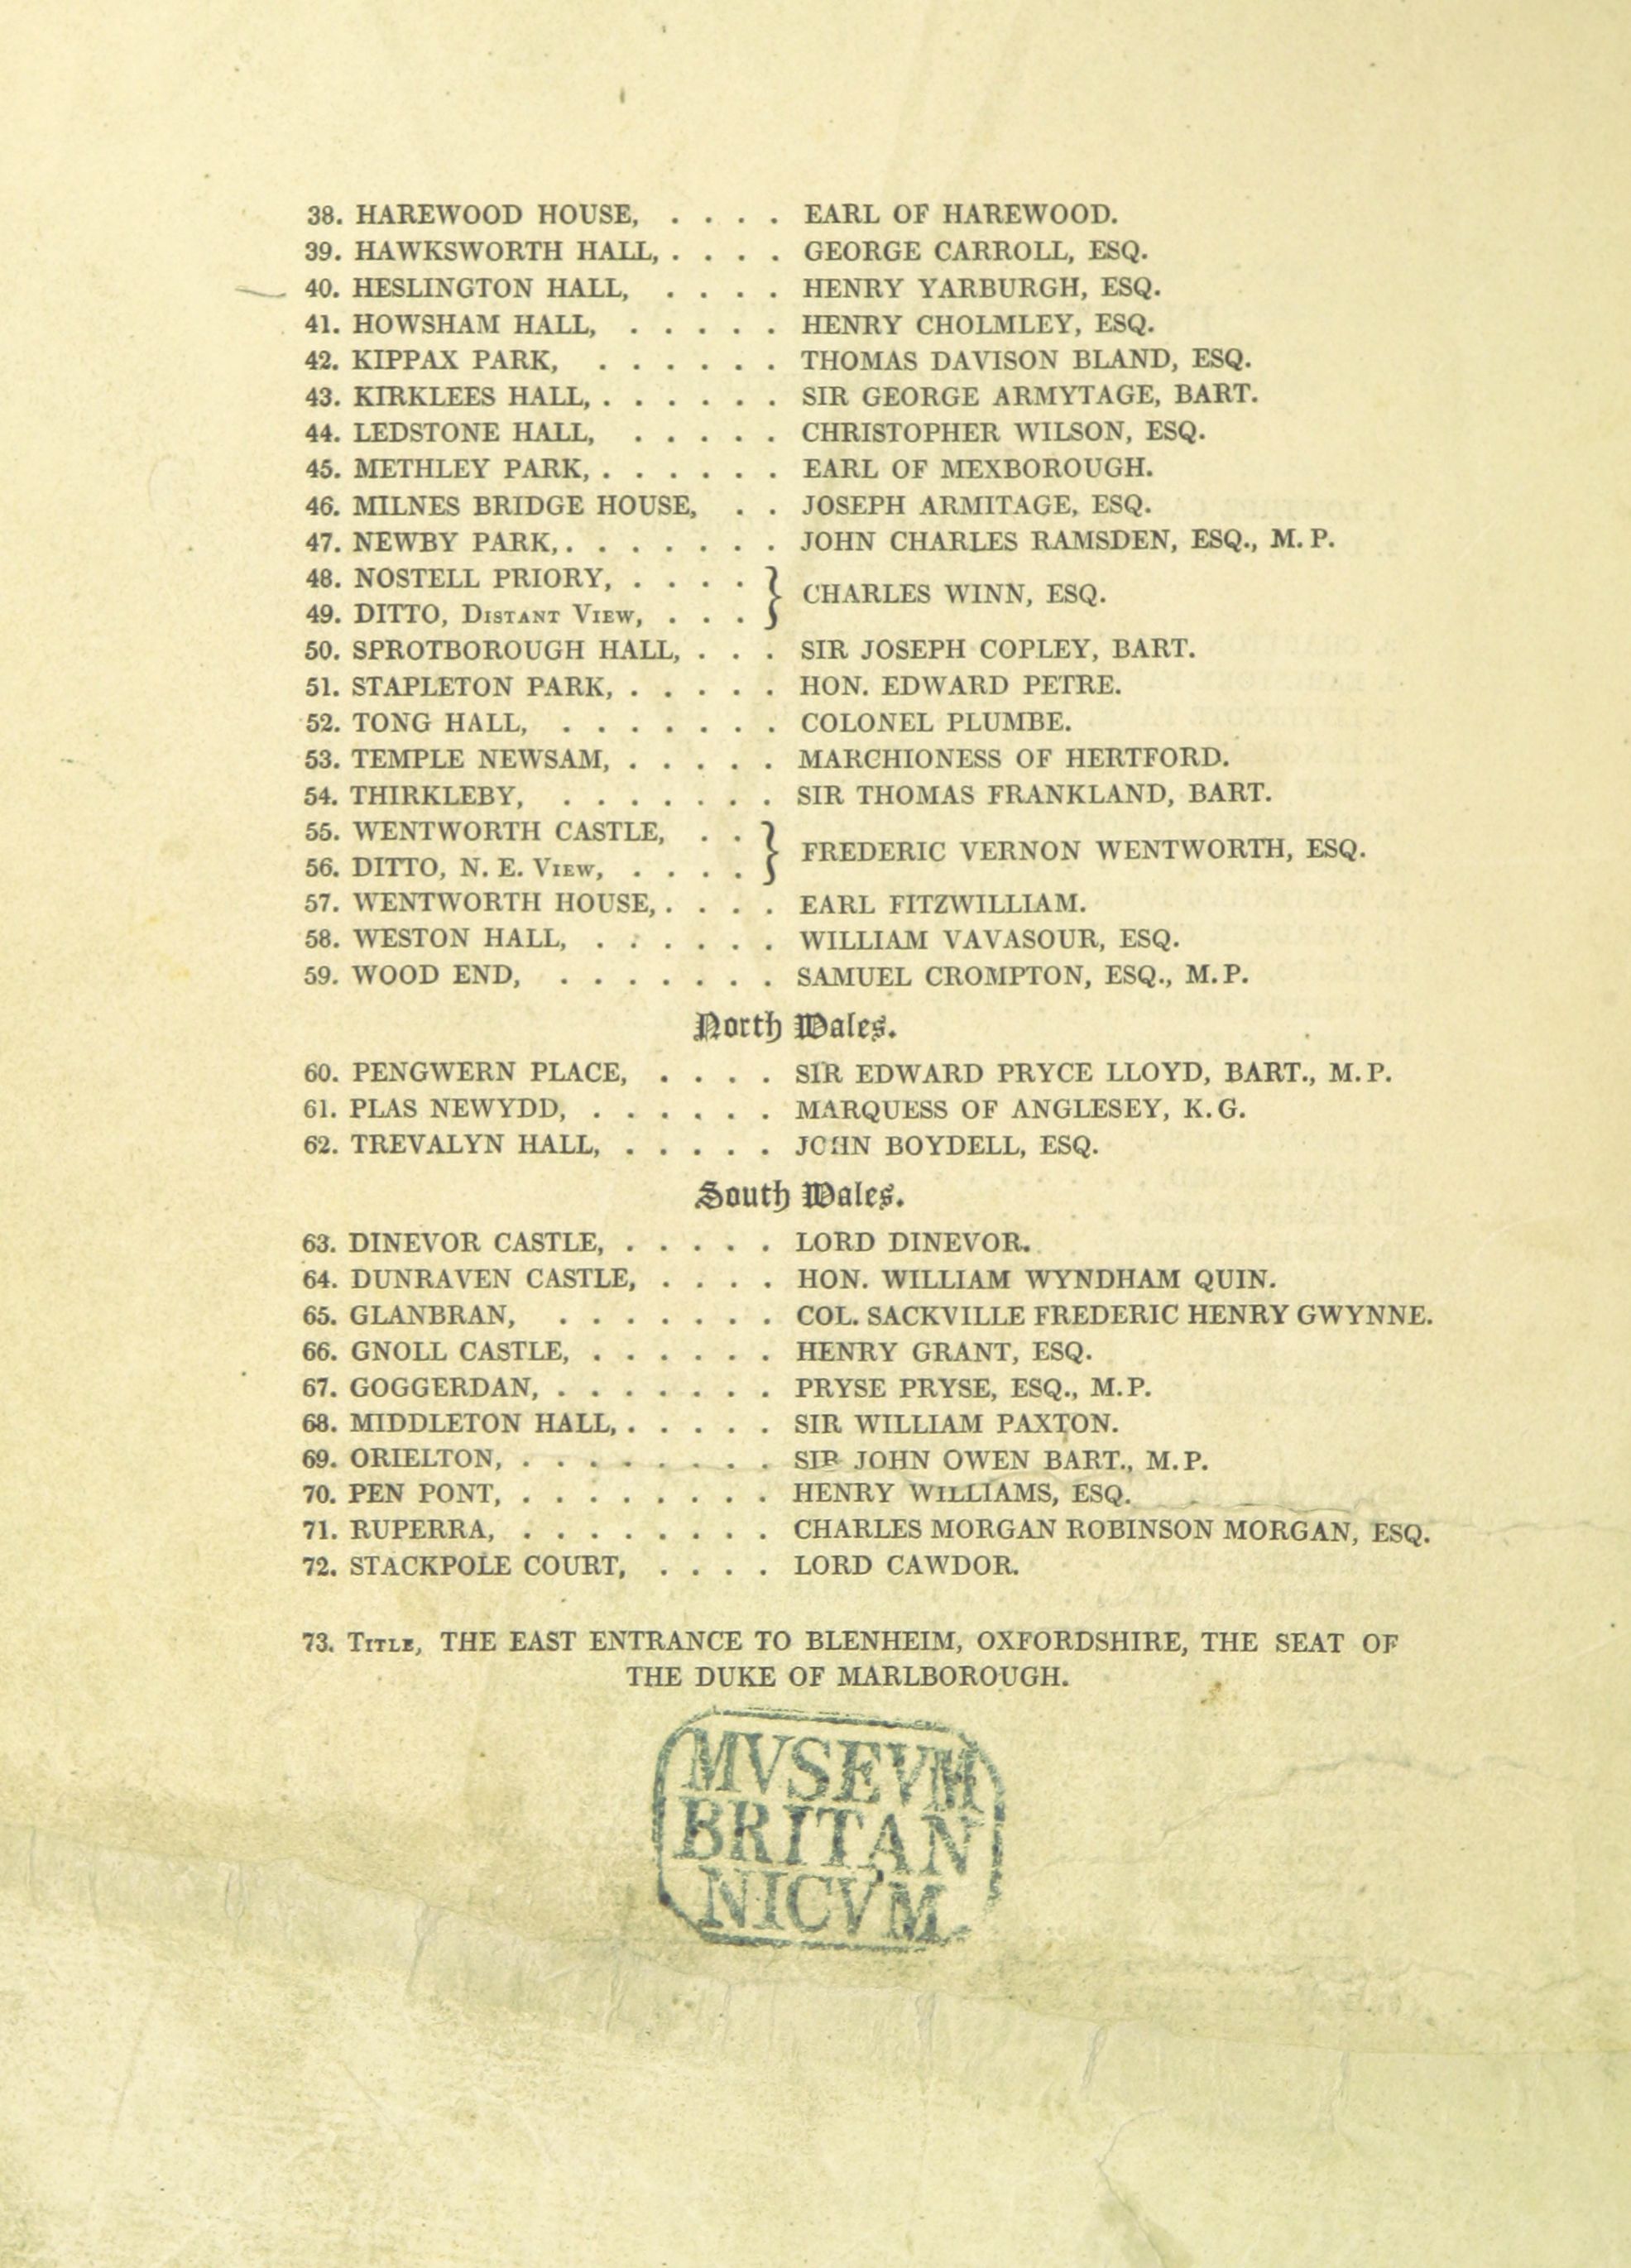 38. HAREWOOD HOUSE, . . . . EARL OF HAREWOOD.
39. HAWKSWORTH HALL, . . . . GEORGE CARROLL, ESQ.
40. HESLINGTON HALL, . . . . HENRY YARBURGH, ESQ.
41. HOWSHAM HALL, . . . . . HENRY CHOLMLEY, ESQ.
42. KIPPAX PARK, . . . . . . THOMAS DAVISON BLAND, ESQ.
43. KIRKLEES HALL, . . . . . . SIR GEORGE ARMYTAGE, BART.
44. LEDSTONE HALL, . . . . . CHRISTOPHER WILSON, ESQ.
45. METHLEY PARK, . . . . . . EARL OF MEXBOROUGH.
46. MILNES BRIDGE HOUSE, . . JOSEPH ARMITAGE, ESQ.
47. NEWBY PARK, . . . . . . . JOHN CHARLES RAMSDEN, ESQ., M. P.
48. NOSTELL PRIORY, . . . . } CHARLES WINN, ESQ.
49. DITTO, DISTANT VIEW, . . .
50. SPROTBOROUGH HALL, . . . SIR JOSEPH COPLEY, BART.
51. STAPLETON PARK, . . . . . HON. EDWARD PETRE.
52. TONG HALL, . . . . . . . COLONEL PLUMBE.
53. TEMPLE NEWSAM, . . . . . MARCHIONESS OF HERTFORD.
54. THIRKLEBY, . . . . . . . SIR THOMAS FRANKLAND, BART.
55. WENTWORTH CASTLE, . . } FREDERIC VERNON WENTWORTH, ESQ.
56. DITTO, N. E. VIEW, . . . .
57. WENTWORTH HOUSE, . . . . EARL FITZWILLIAM.
58. WESTON HALL, . . . . . . WILLIAM VAVASOUR, ESQ.
59. WOOD END, . . . . . . . SAMUEL CROMPTON, ESQ., M. P.
North Wales.
60. PENGWERN PLACE, . . . . SIR EDWARD PRYCE LLOYD, BART., M. P.
61. PLAS NEWYDD, . . . . . . MARQUESS OF ANGLESEY, K. G.
62. TREVALYN HALL, . . . . . JOHN BOYDELL, ESQ.
South Wales.
63. DINEVOR CASTLE, . . . . . LORD DINEVOR.
64. DUNRAVEN CASTLE, . . . . HON. WILLIAM WYNDHAM QUIN.
65. GLANBRAN, . . . . . . . COL. SACKVILLE FREDERIC HENRY GWYNNE.
66. GNOLL CASTLE, . . . . . . HENRY GRANT, ESQ.
67. GOGGERDAN, . . . . . . . PRYSE PRYSE, ESQ., M. P.
68. MIDDLETON HALL, . . . . . SIR WILLIAM PAXTON.
69. ORIELTON, . . . . . . . . SIR JOHN OWEN BART., M. P.
70. PEN PONT, . . . . . . . . HENRY WILLIAMS, ESQ.
71. RUPERRA, . . . . . . . . CHARLES MORGAN ROBINSON MORGAN, ESQ.
72. STACKPOLE COURT, . . . . LORD CAWDOR.
73. TITLE, THE EAST ENTRANCE TO BLENHEIM, OXFORDSHIRE, THE SEAT OF
THE DUKE OF MARLBOROUGH.
MVSEVM
BRITAN
NICVM